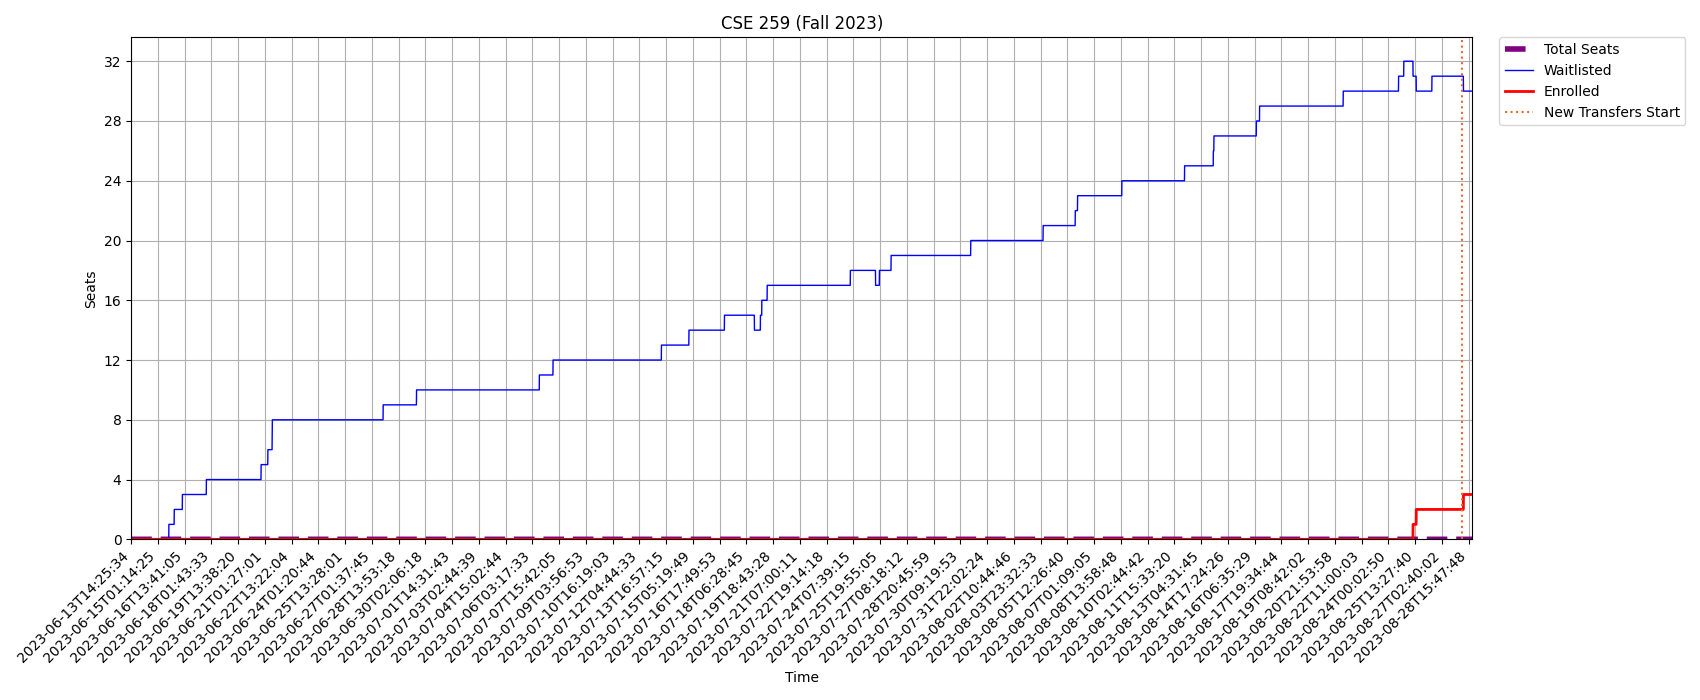 CSE 259 (Fall 2023)
Total Seats
Waitlisted
Enrolled
New Transfers Start
32
28
24
20
16
12
8
4
0
Seats
2023-06-13T14:25:34
2023-06-15T01:14:25
2023-06-16T13:41:05
2023-06-18T01:43:33
2023-06-19T13:38:20
2023-06-21T01:27:01
2023-06-22T13:22:04
2023-06-24T01:20:44
2023-06-25T13:28:01
2023-06-27T01:37:45
2023-06-28T13:53:18
2023-06-30T02:06:18
2023-07-01T14:31:43
2023-07-03T02:44:39
2023-07-04T15:02:44
2023-07-06T03:17:33
2023-07-07T15:42:05
2023-07-09T03:56:53
2023-07-10T16:19:03
2023-07-12T04:44:33
2023-07-13T16:57:15
2023-07-15T05:19:49
2023-07-16T17:49:53
2023-07-18T06:28:45
2023-07-19T18:43:28
2023-07-21T07:00:11
2023-07-22T19:14:18
2023-07-24T07:39:15
2023-07-25T19:55:05
2023-07-27T08:18:12
2023-07-28T20:45:59
2023-07-30T09:19:53
2023-07-31T22:02:24
2023-08-02T10:44:46
2023-08-03T23:32:33
2023-08-05T12:26:40
2023-08-07T01:09:05
2023-08-08T13:58:48
2023-08-10T02:44:42
2023-08-11T15:33:20
2023-08-13T04:31:45
2023-08-14T17:24:26
2023-08-16T06:35:29
2023-08-17T19:34:44
2023-08-19T08:42:02
2023-08-20T21:53:58
2023-08-22T11:00:03
2023-08-24T00:02:50
2023-08-25T13:27:40
2023-08-27T02:40:02
2023-08-28T15:47:48
Time